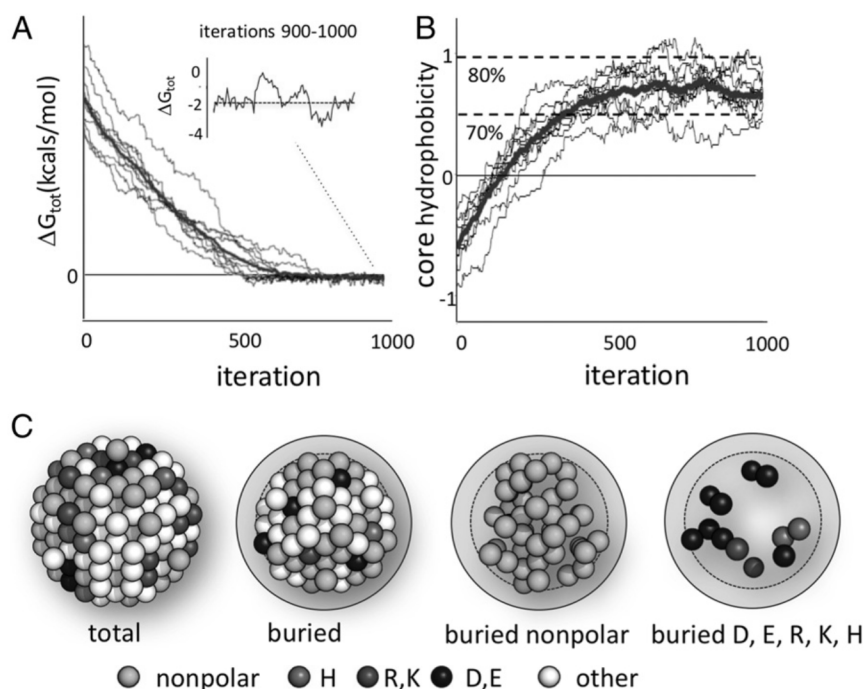 A
iterations 900-1000
ΔGtot
0
-2
-4
ΔGtot(kcals/mol)
0
0
500
1000
iteration
B
core hydrophobicity
1
0
-1
80%
70%
0
500
1000
iteration
C
total
buried
buried nonpolar
buried D, E, R, K, H
nonpolar
H
R,K
D,E
other